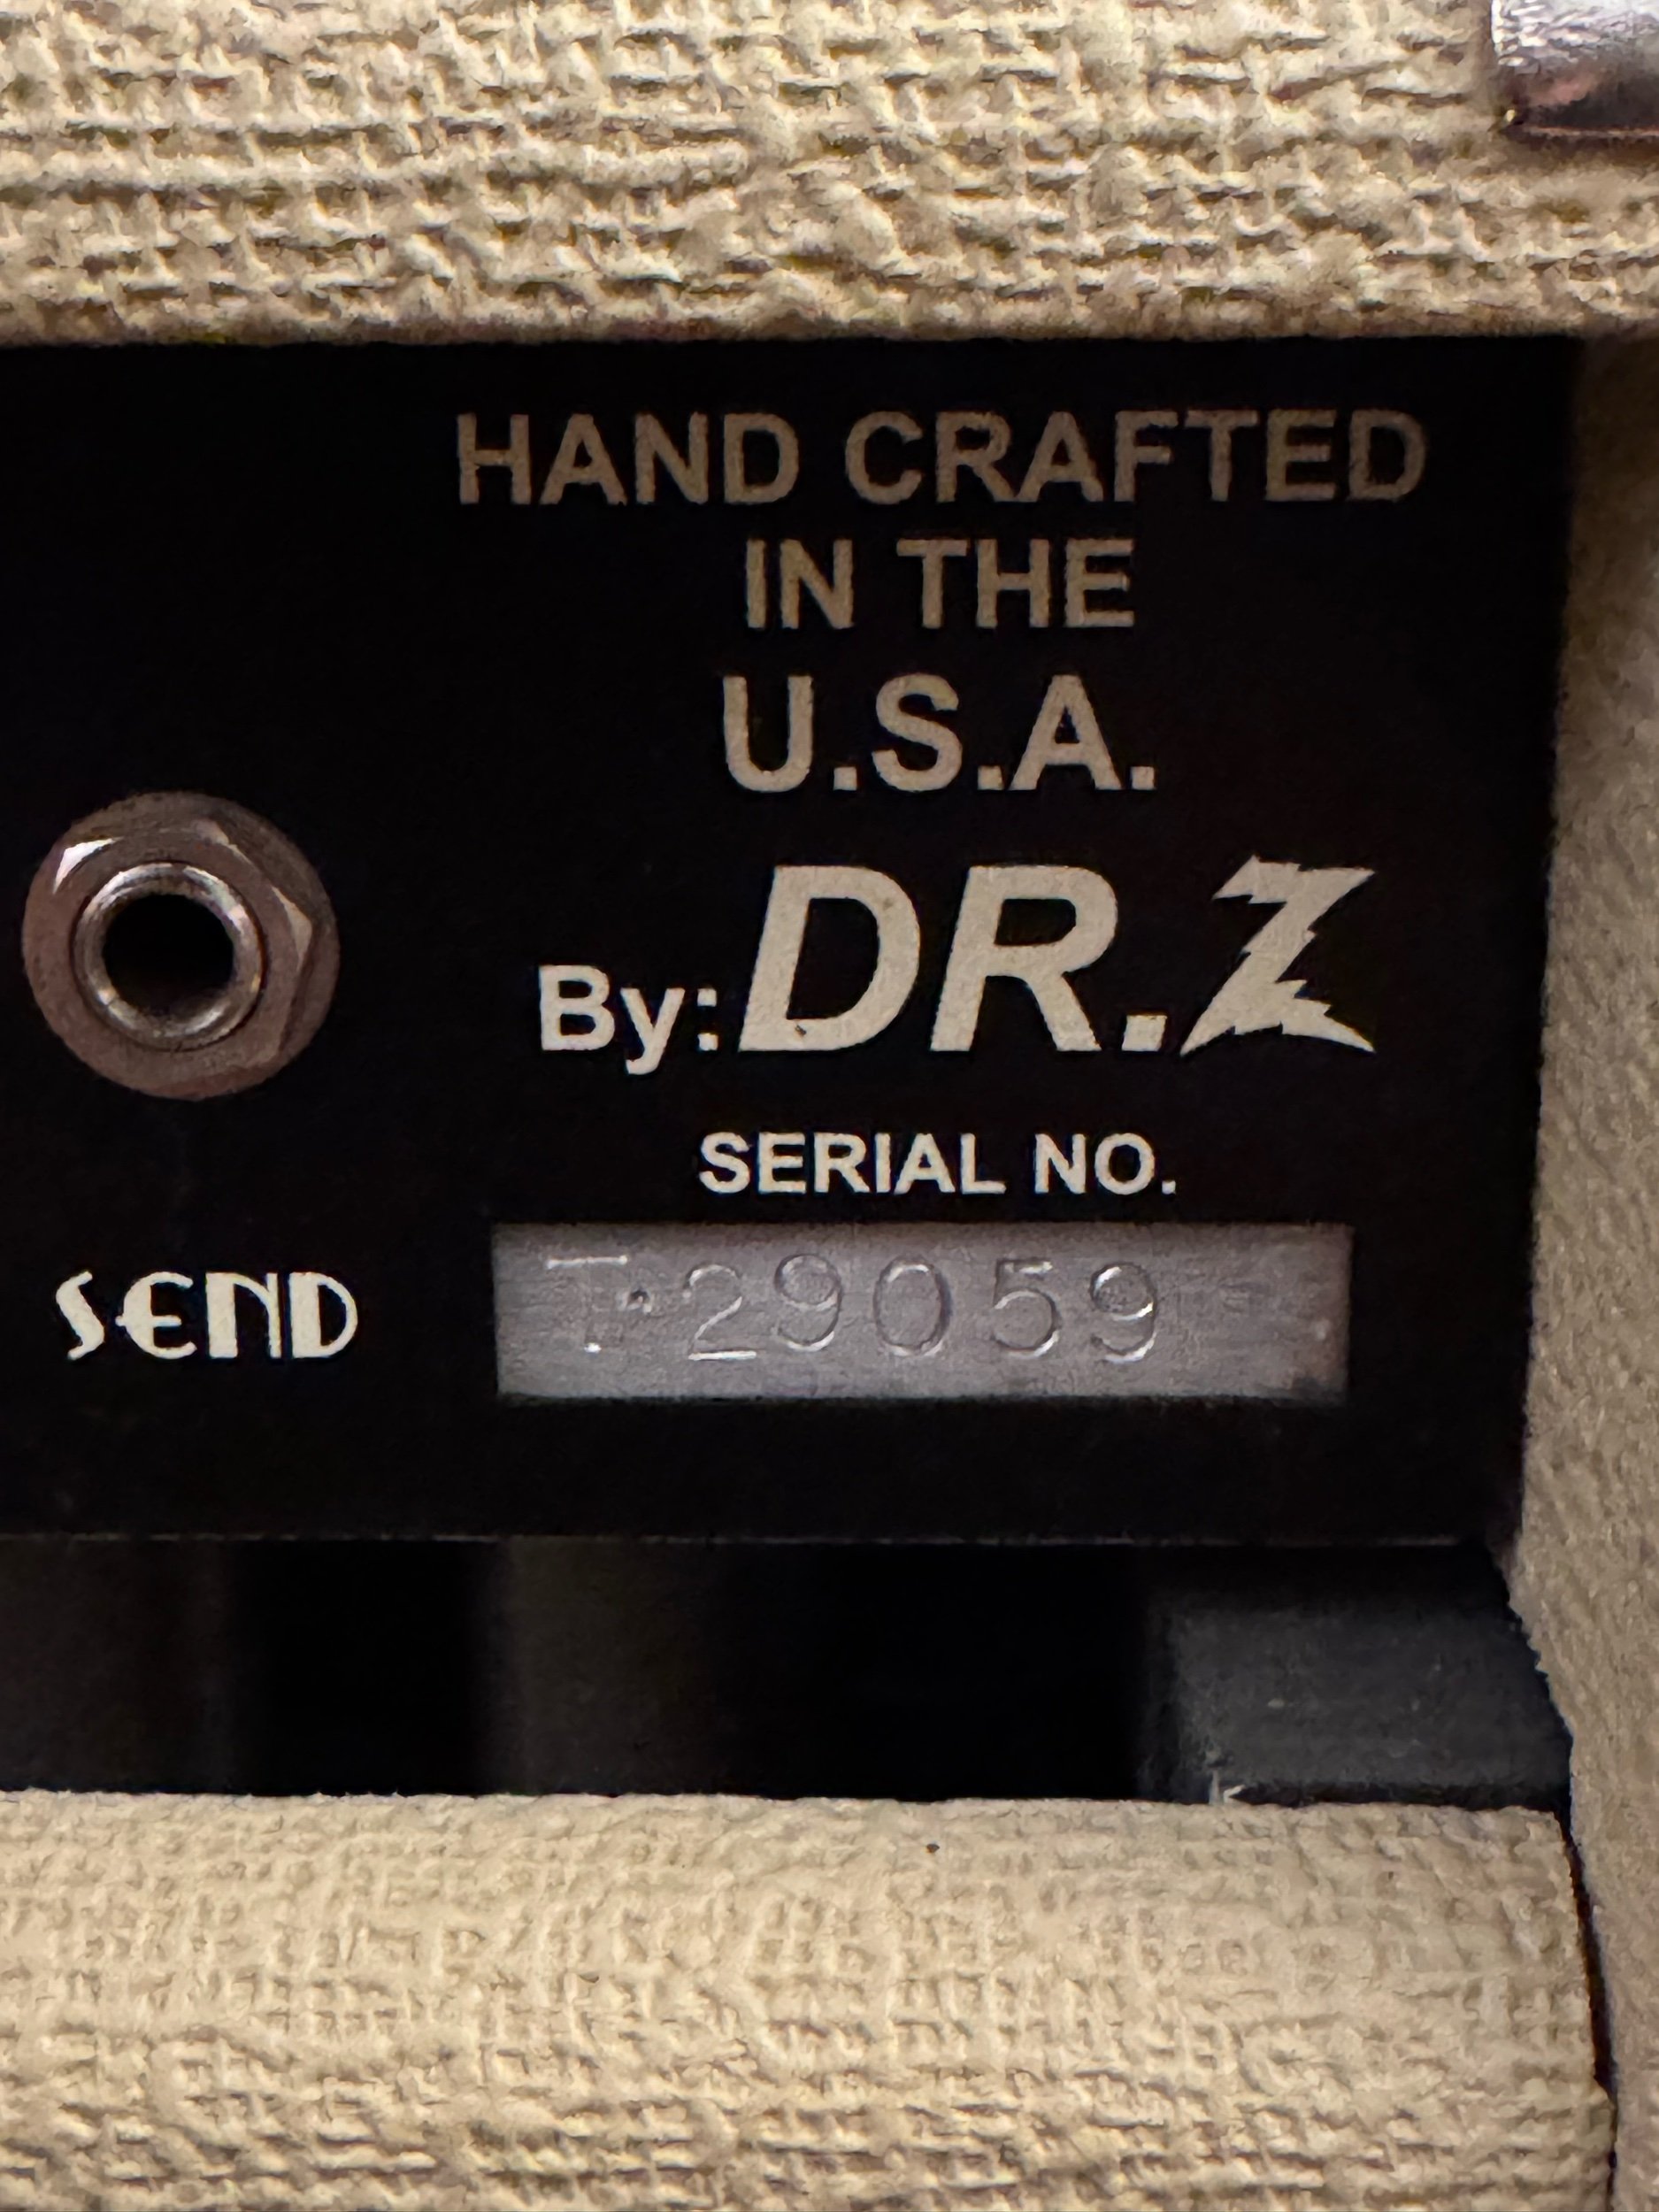 HAND CRAFTED
IN THE
U.S.A.
By: DR.Z
SERIAL NO.
SEND
T·29059